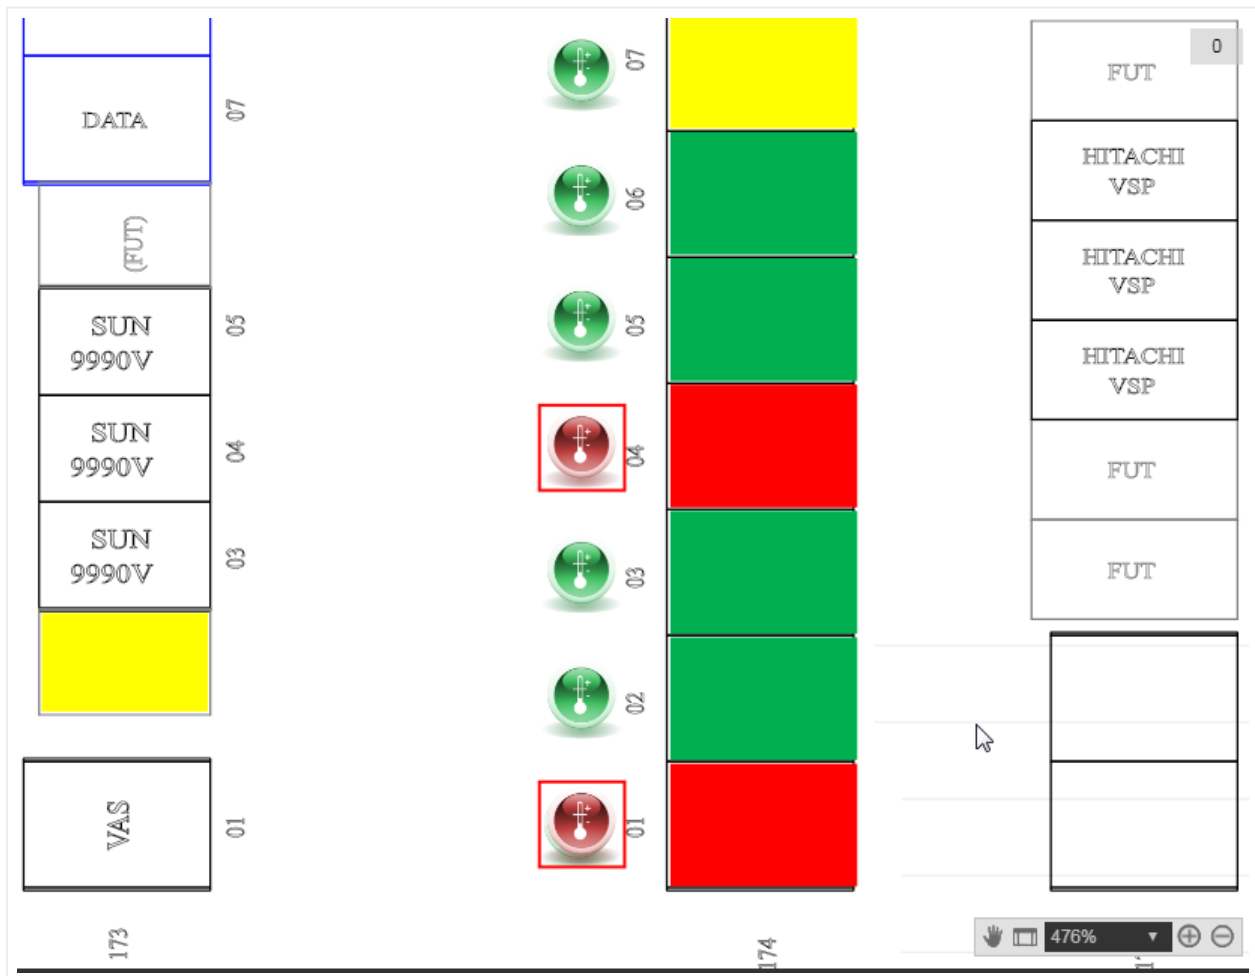 DATA
07
(FUT)
SUN
9990V
05
SUN
9990V
04
SUN
9990V
03
VAS
01
173
07
06
05
04
03
02
01
174
0
FUT
HITACHI
VSP
HITACHI
VSP
HITACHI
VSP
FUT
FUT
476%